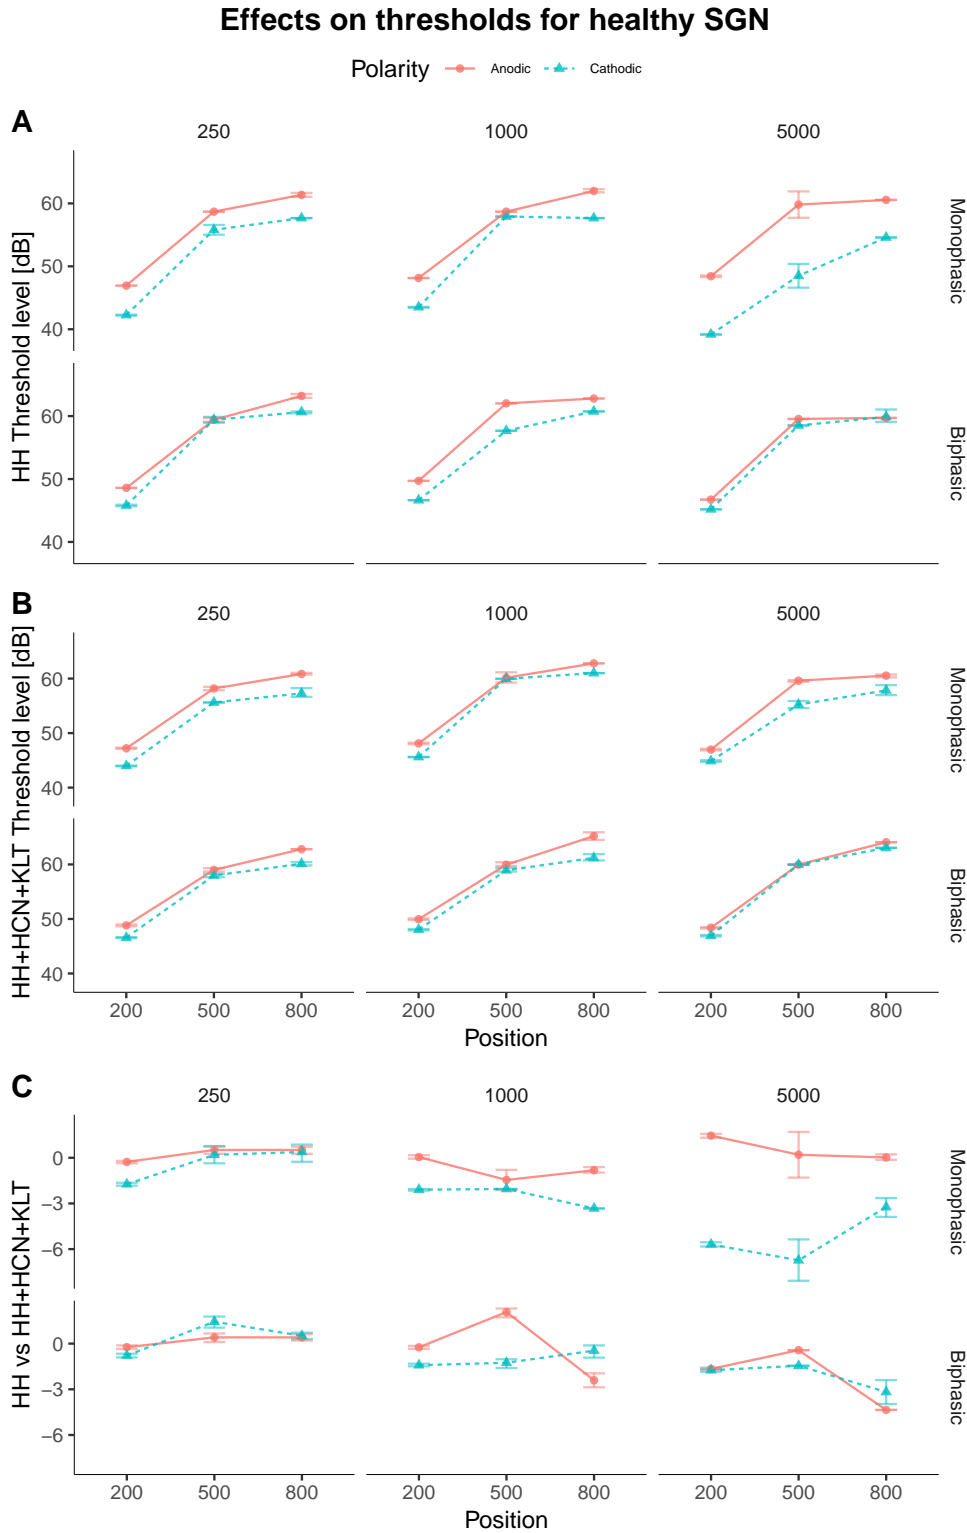 Effects on thresholds for healthy SGN
Polarity Anodic Cathodic
A
250 1000 5000
HH Threshold level [dB]
60
50
40
Monophasic
60
50
40
Biphasic
B
250 1000 5000
HH+HCN+KLT Threshold level [dB]
60
50
40
Monophasic
60
50
40
Biphasic
200 500 800 200 500 800 200 500 800
Position
C
250 1000 5000
HH vs HH+HCN+KLT
0
−3
−6
Monophasic
0
−3
−6
Biphasic
200 500 800 200 500 800 200 500 800
Position